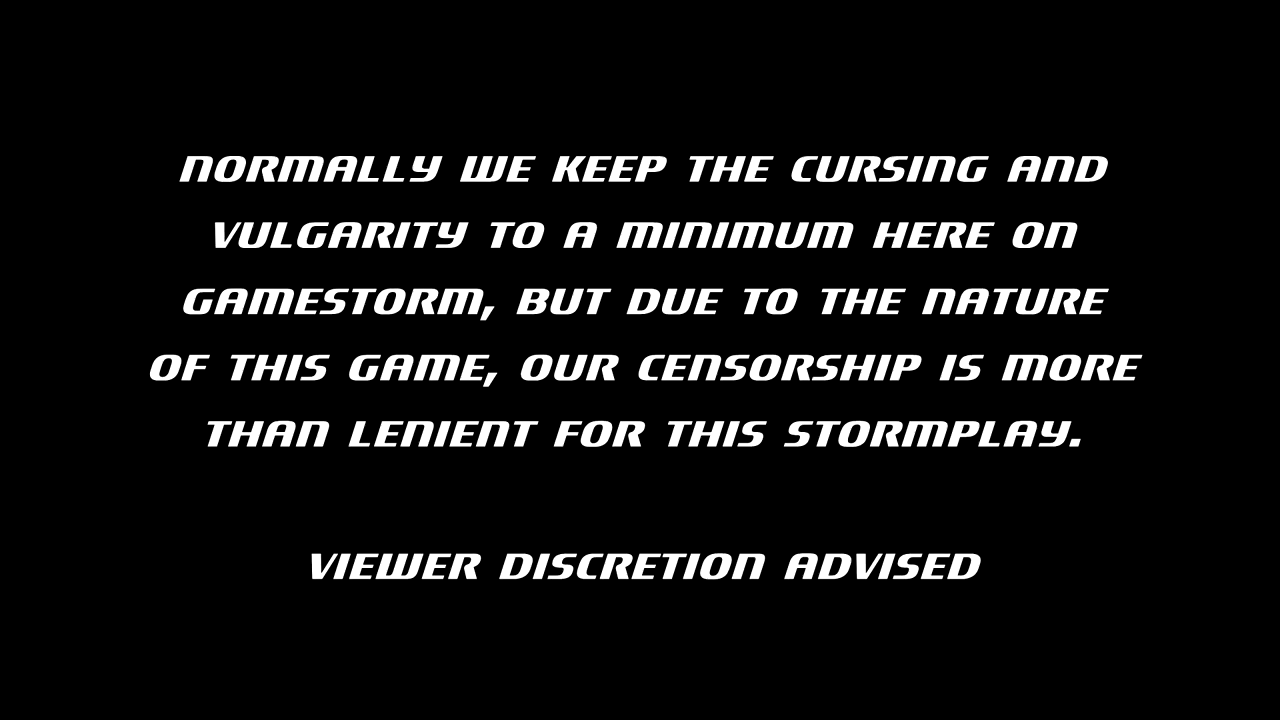 NORMALLY WE KEEP THE CURSING AND
VULGARITY TO A MINIMUM HERE ON
GAMESTORM, BUT DUE TO THE NATURE
OF THIS GAME, OUR CENSORSHIP IS MORE
THAN LENIENT FOR THIS STORMPLAY.
VIEWER DISCRETION ADVISED